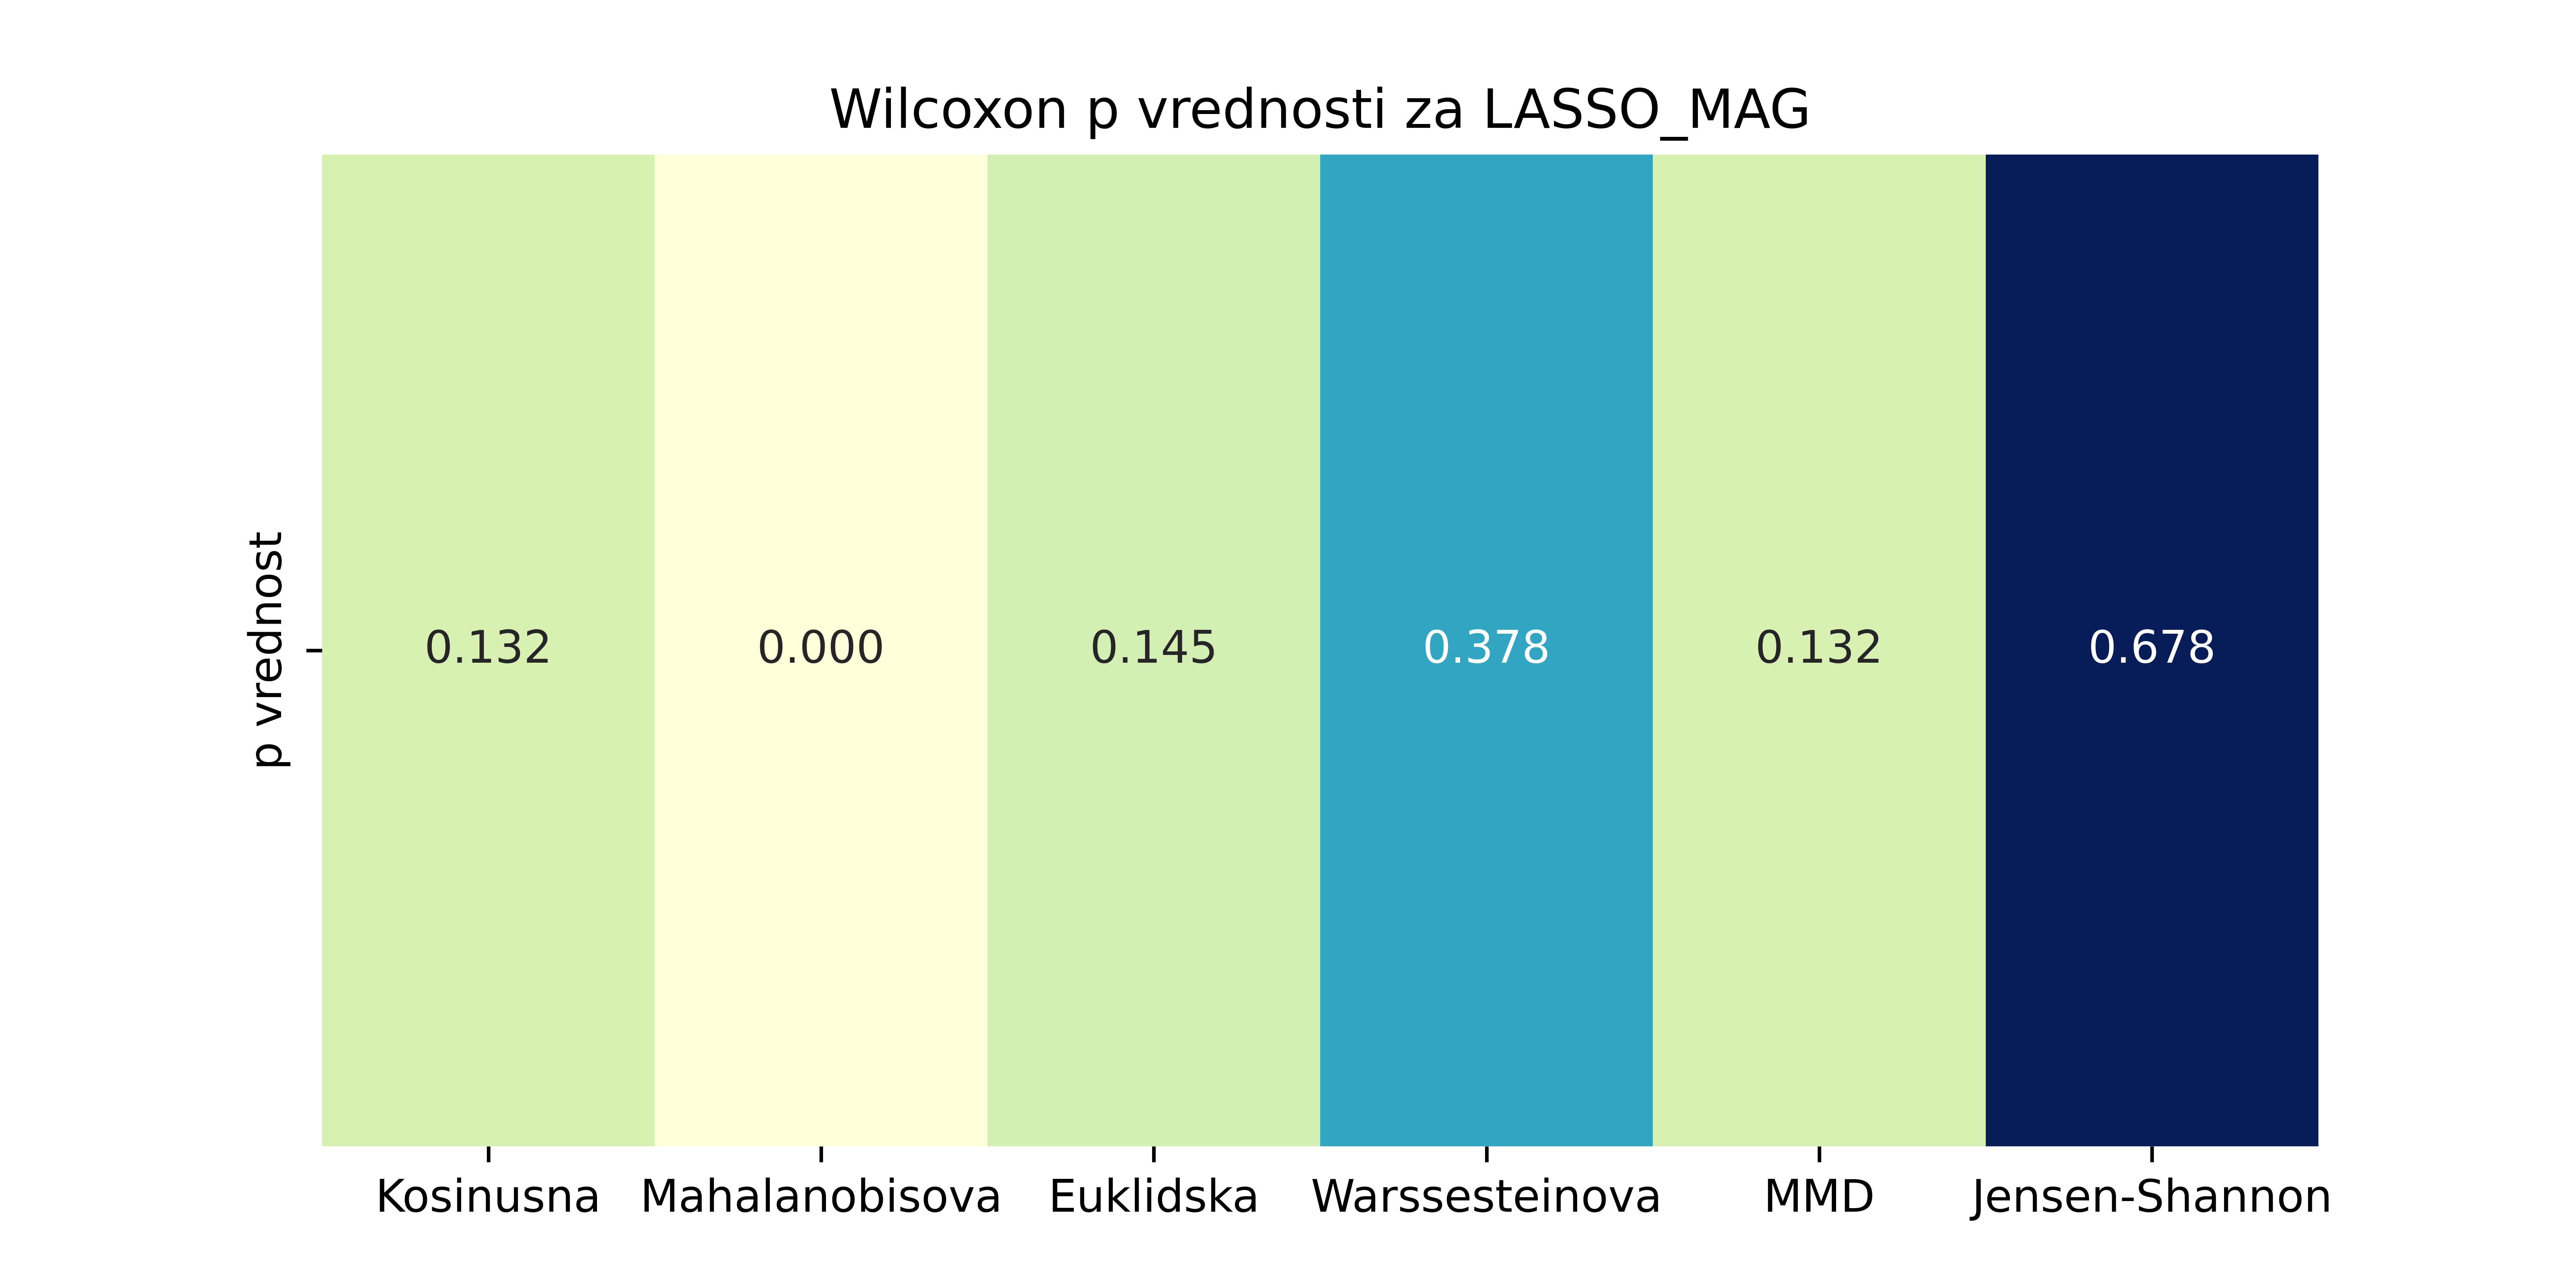 Wilcoxon p vrednosti za LASSO_MAG
p vrednost
0.132 0.000 0.145 0.378 0.132 0.678
Kosinusna Mahalanobisova Euklidska Warssesteinova MMD Jensen-Shannon